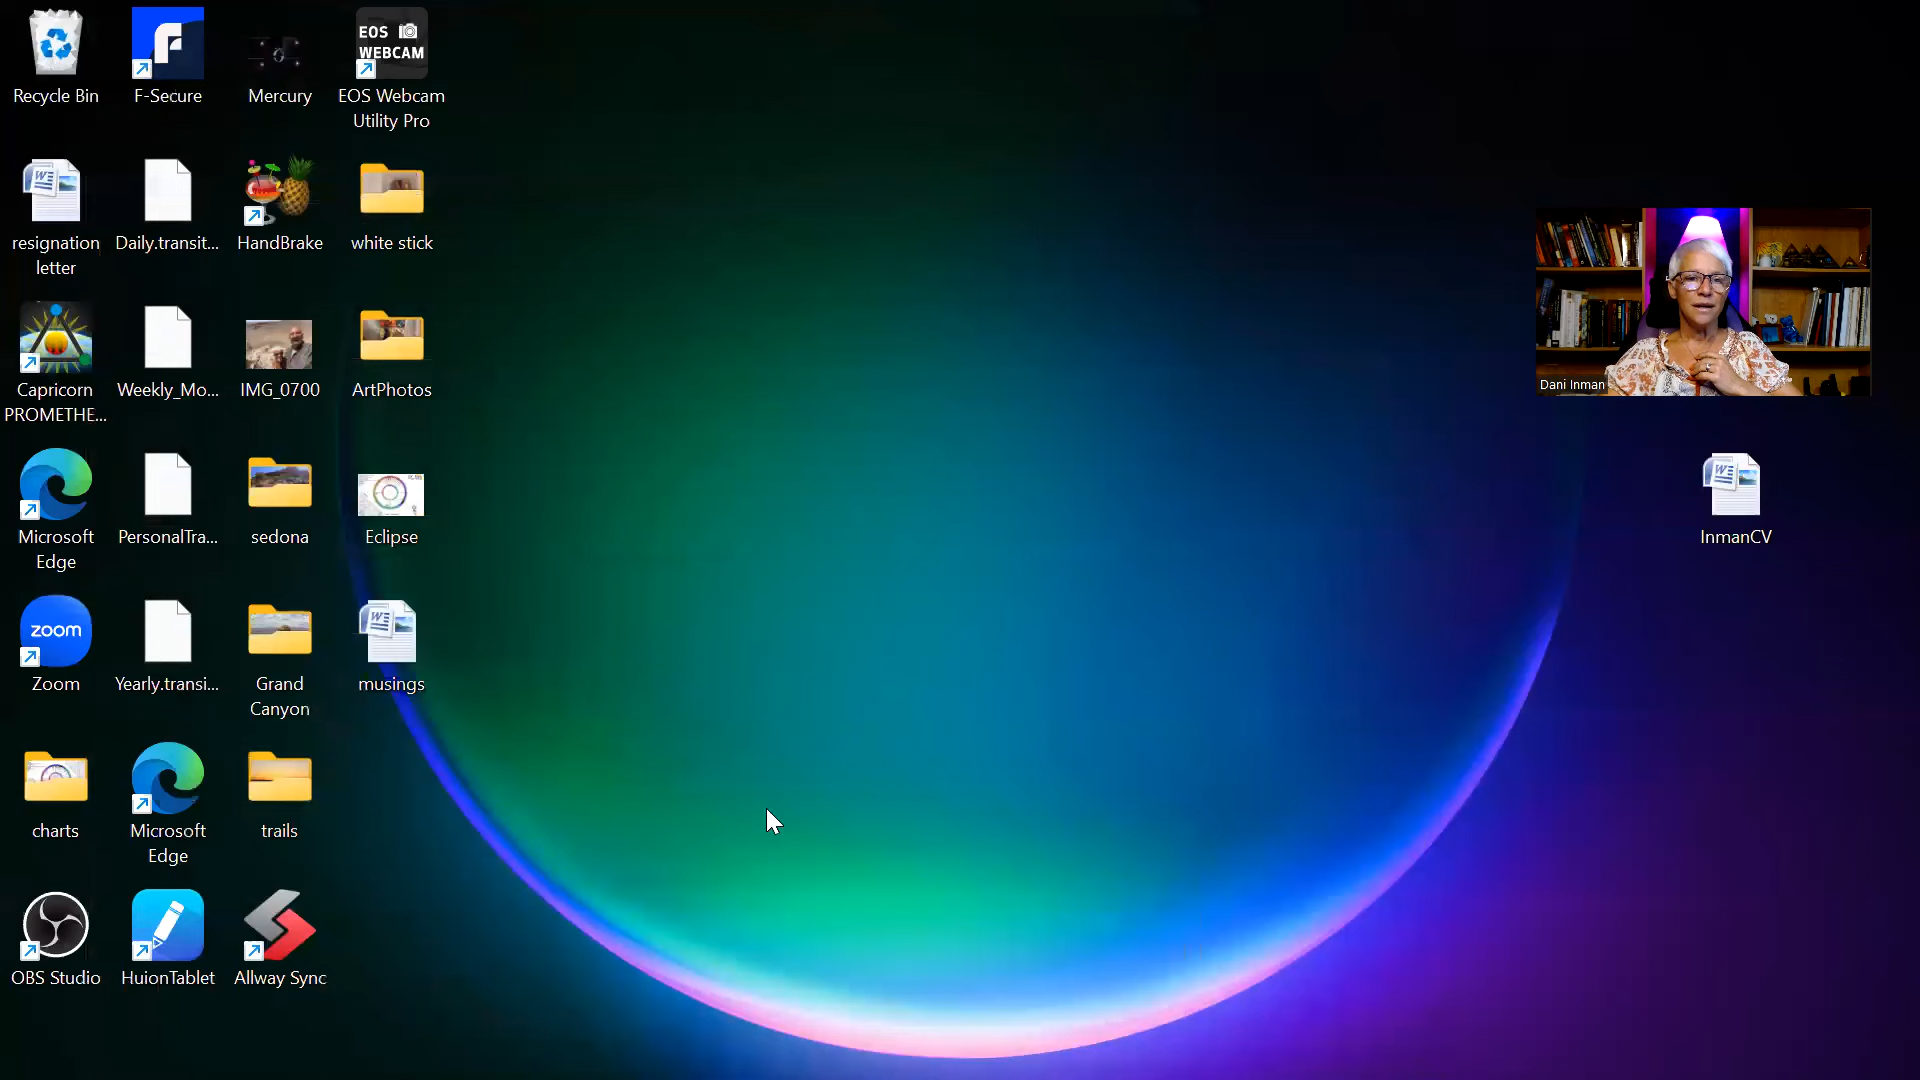 EOS
WEBCAM
Recycle Bin
F-Secure
Mercury
EOS Webcam
Utility Pro
resignation
letter
Daily.transit...
HandBrake
white stick
Capricorn
PROMETHE...
Weekly_Mo...
IMG_0700
ArtPhotos
Dani Inman
Microsoft
Edge
PersonalTra...
sedona
Eclipse
InmanCV
zoom
Zoom
Yearly.transi...
Grand
Canyon
musings
charts
Microsoft
Edge
trails
OBS Studio
HuionTablet
Allway Sync